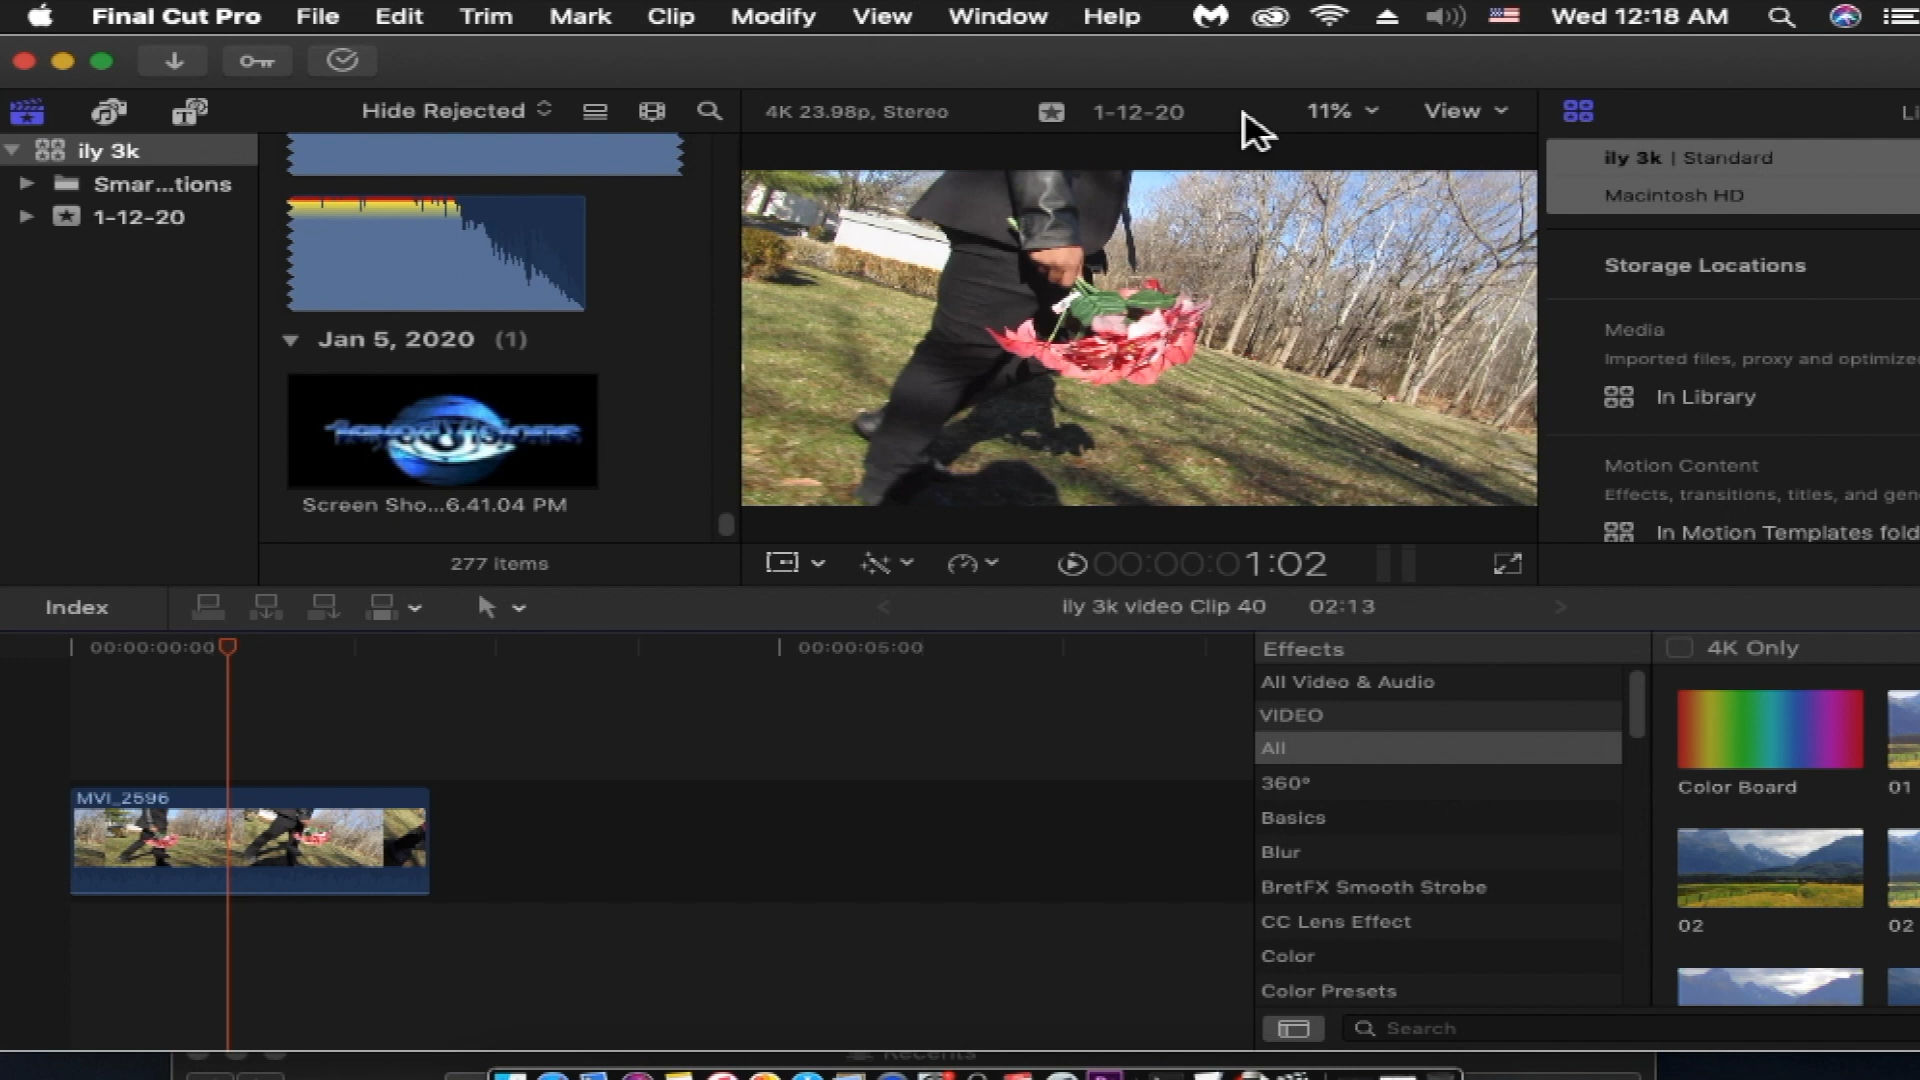 Final Cut Pro File Edit Trim Mark Clip Modify View Window Help Wed 12:18 AM
Hide Rejected 4K 23.98p, Stereo 1-12-20 11% View Li
ily 3k
Smar...tions
1-12-20
Jan 5, 2020 (1)
Screen Sho...6.41.04 PM
277 items
00:00:00:01:02
ily 3k | Standard
Macintosh HD
Storage Locations
Media
Imported files, proxy and optimize
In Library
Motion Content
Effects, transitions, titles, and gen
In Motion Templates fold
Index ily 3k video Clip 40 02:13
00:00:00:00 00:00:05:00
MVI_2596
Effects
All Video & Audio
VIDEO
All
360°
Basics
Blur
BretFX Smooth Strobe
CC Lens Effect
Color
Color Presets
4K Only
Color Board 01
02 02
Search
Recents